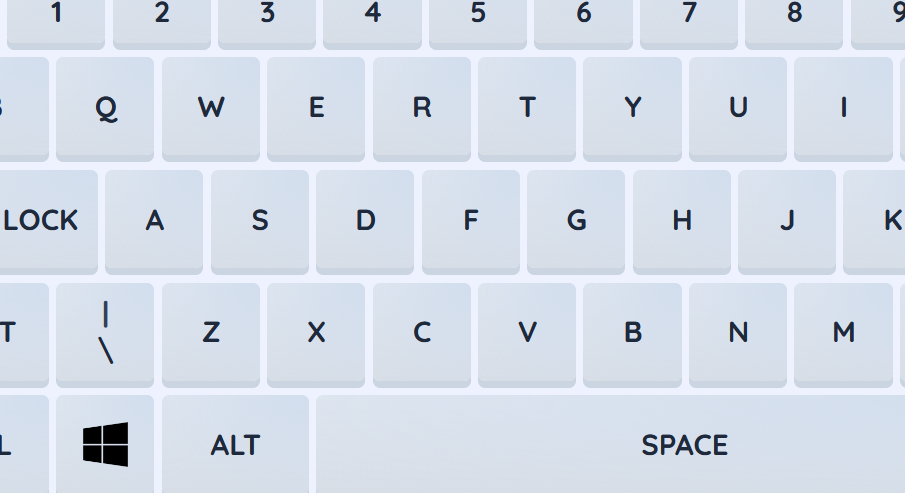 1 2 3 4 5 6 7 8 9
Q W E R T Y U I
LOCK A S D F G H J K
T | \ Z X C V B N M
L ALT SPACE